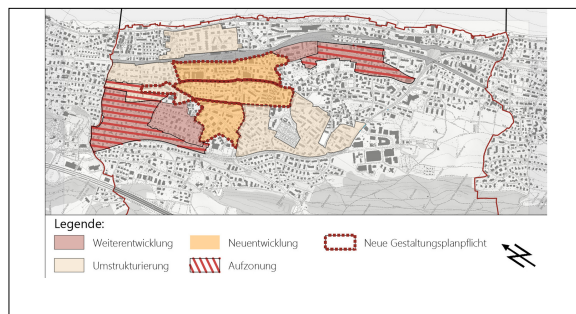 Legende:
Weiterentwicklung Neuentwicklung Neue Gestaltungsplanpflicht
Umstrukturierung Aufzonung